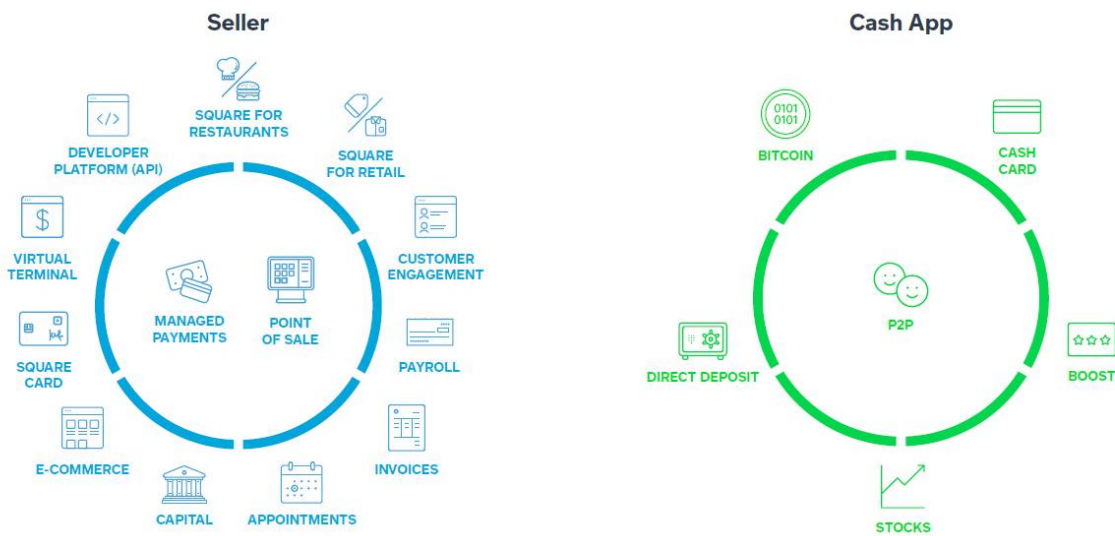 Seller
SQUARE FOR
RESTAURANTS
</>
DEVELOPER
PLATFORM (API)
SQUARE
FOR RETAIL
$
VIRTUAL
TERMINAL
CUSTOMER
ENGAGEMENT
MANAGED
PAYMENTS
POINT
OF SALE
SQUARE
CARD
PAYROLL
E-COMMERCE
INVOICES
CAPITAL
APPOINTMENTS
Cash App
0101
0101
BITCOIN
CASH
CARD
P2P
DIRECT DEPOSIT
BOOST
STOCKS